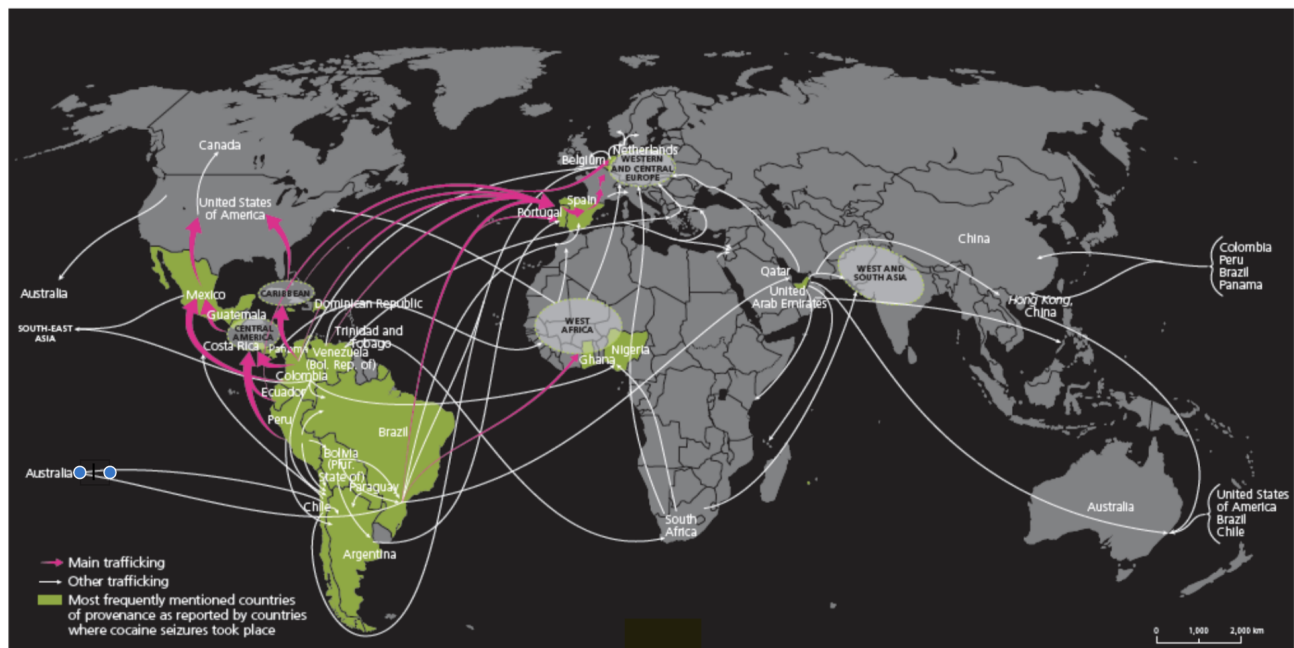 Canada
United States
of America
Australia
SOUTH-EAST
ASIA
Mexico
Guatemala
CARIBBEAN
CENTRAL
AMERICA
Costa Rica
Dominican Republic
Trinidad and
Tobago
Venezuela
(Bol. Rep. of)
Colombia
Ecuador
Peru
Brazil
Bolivia
(Plur.
State of)
Paraguay
Chile
Argentina
Australia
Netherlands
Belgium
WESTERN
AND CENTRAL
EUROPE
Spain
Portugal
WEST
AFRICA
Ghana
Nigeria
South
Africa
Qatar
United
Arab Emirates
WEST AND
SOUTH ASIA
China
Hong Kong,
China
Colombia
Peru
Brazil
Panama
Australia
United States
of America
Brazil
Chile
Main trafficking
Other trafficking
Most frequently mentioned countries
of provenance as reported by countries
where cocaine seizures took place
0 1,000 2,000 km